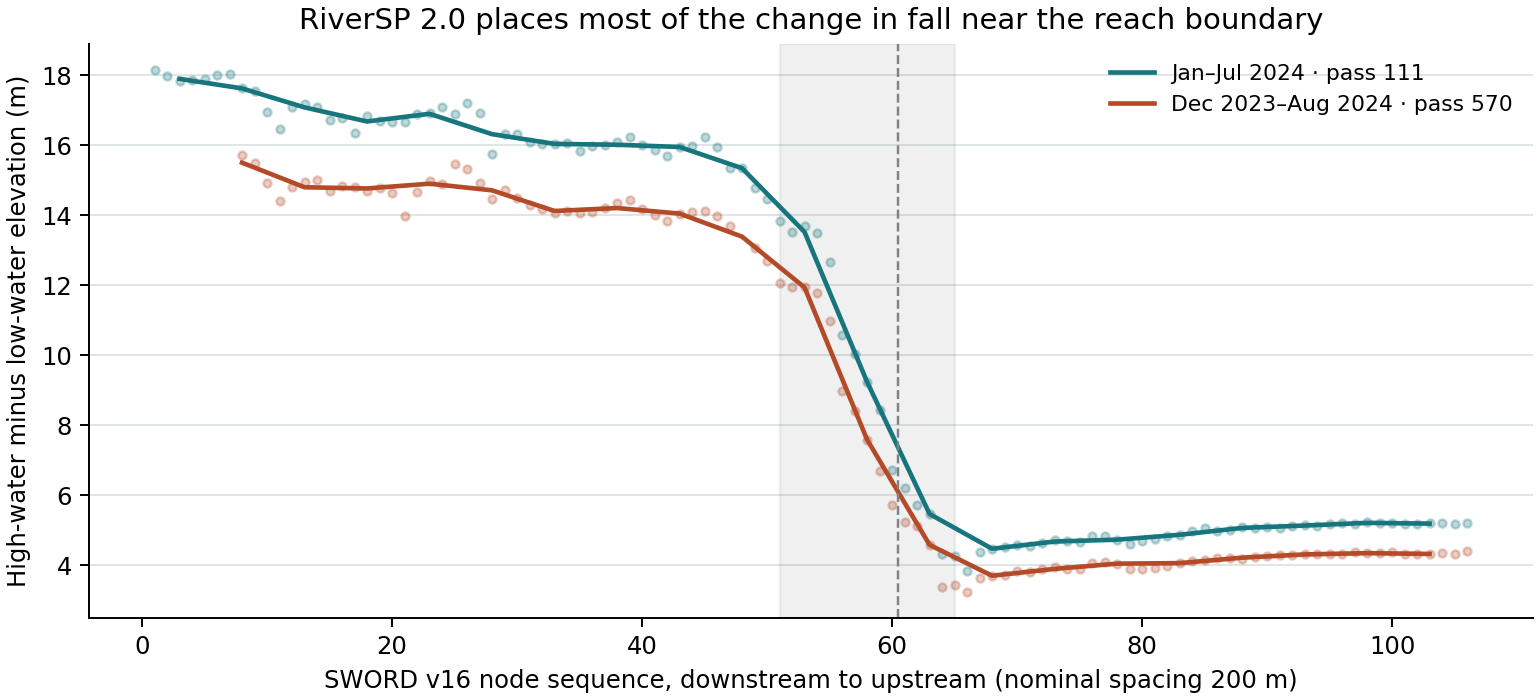 RiverSP 2.0 places most of the change in fall near the reach boundary
High-water minus low-water elevation (m)
18
16
14
12
10
8
6
4
Jan–Jul 2024 · pass 111
Dec 2023–Aug 2024 · pass 570
0
20
40
60
80
100
SWORD v16 node sequence, downstream to upstream (nominal spacing 200 m)